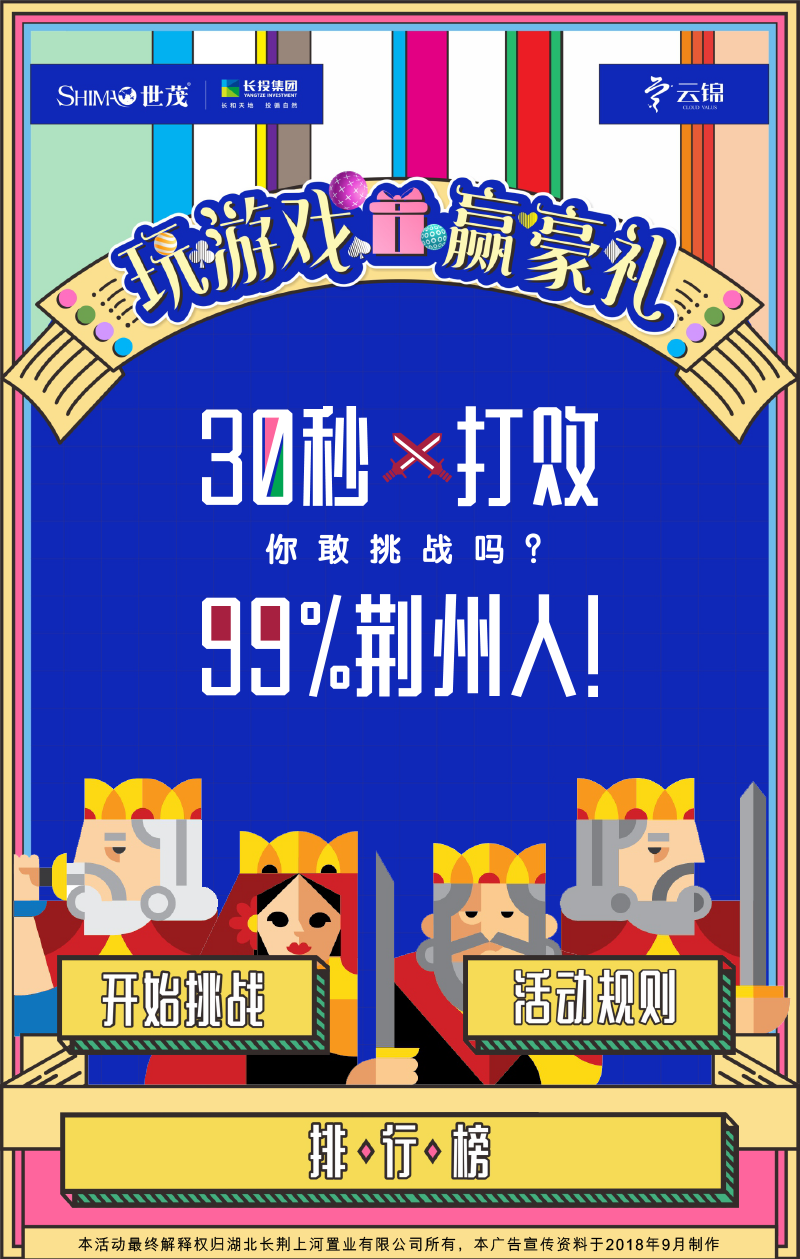 SHIMAO世茂®
长投集团
YANGTZE INVESTMENT
长和天地 投循自然
云锦
CLOUD VALUS
玩游戏赢豪礼
30秒打败
你敢挑战吗？
99%荆州人!
开始挑战
活动规则
排行榜
本活动最终解释权归湖北长荆上河置业有限公司所有，本广告宣传资料于2018年9月制作